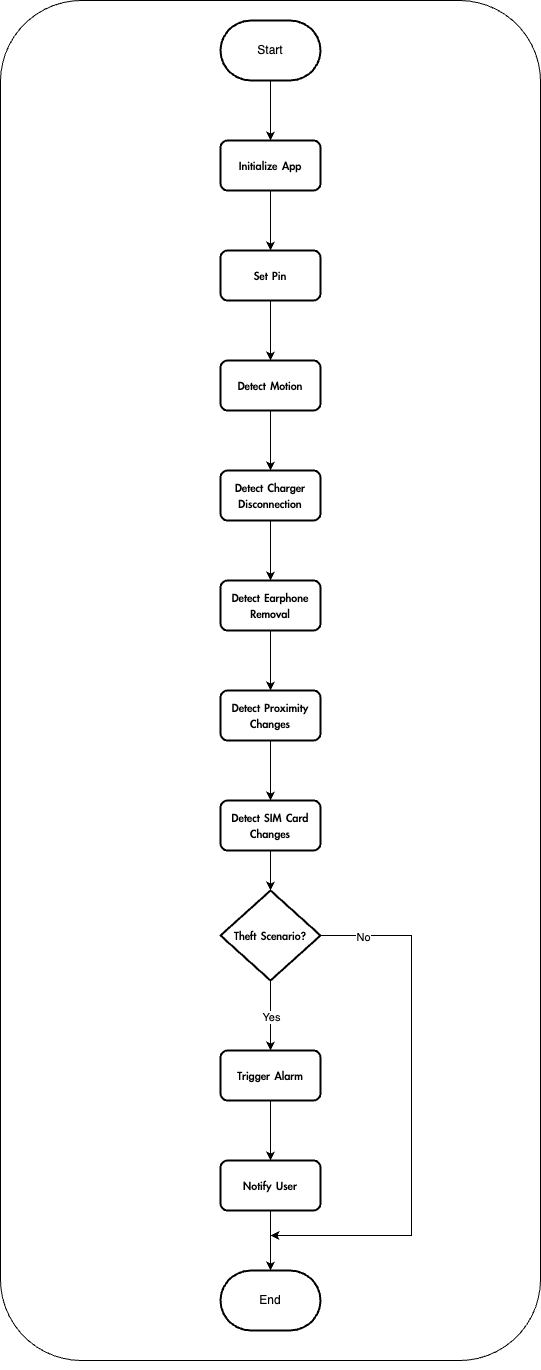 Start
Initialize App
Set Pin
Detect Motion
Detect Charger
Disconnection
Detect Earphone
Removal
Detect Proximity
Changes
Detect SIM Card
Changes
Theft Scenario?
No
Yes
Trigger Alarm
Notify User
End